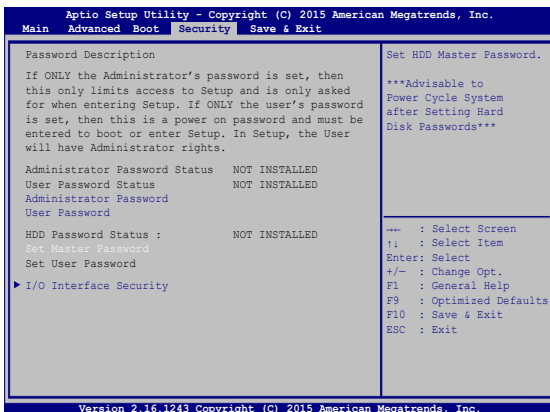 Aptio Setup Utility - Copyright (C) 2015 American Megatrends, Inc.
Main Advanced Boot Security Save & Exit
Password Description
If ONLY the Administrator's password is set, then
this only limits access to Setup and is only asked
for when entering Setup. If ONLY the user's password
is set, then this is a power on password and must be
entered to boot or enter Setup. In Setup, the User
will have Administrator rights.
Administrator Password Status NOT INSTALLED
User Password Status NOT INSTALLED
Administrator Password
User Password
HDD Password Status : NOT INSTALLED
Set Master Password
Set User Password
I/O Interface Security
Set HDD Master Password.
***Advisable to
Power Cycle System
after Setting Hard
Disk Passwords***
→← : Select Screen
↑↓ : Select Item
Enter: Select
+/— : Change Opt.
F1 : General Help
F9 : Optimized Defaults
F10 : Save & Exit
ESC : Exit
Version 2.16.1243 Copyright (C) 2015 American Megatrends, Inc.